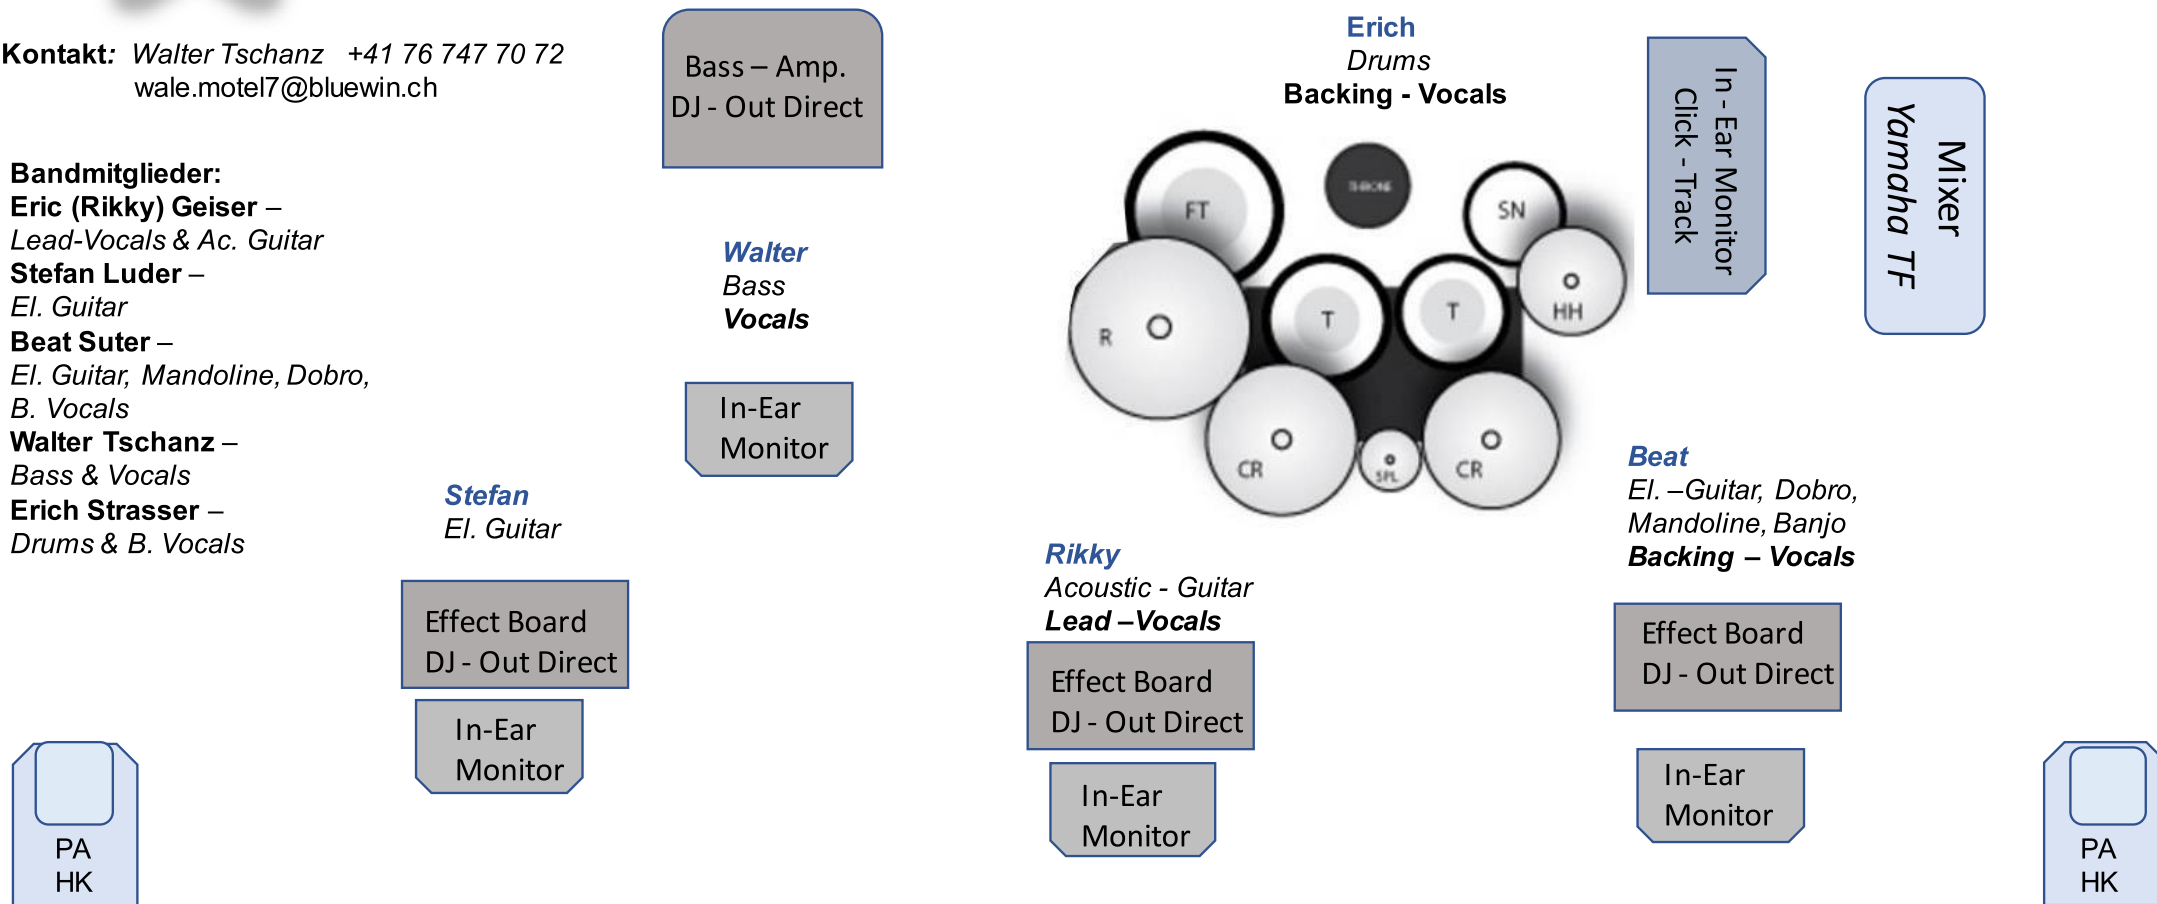 Kontakt: Walter Tschanz +41 76 747 70 72
wale.motel7@bluewin.ch
Bandmitglieder:
Eric (Rikky) Geiser –
Lead-Vocals & Ac. Guitar
Stefan Luder –
El. Guitar
Beat Suter –
El. Guitar, Mandoline, Dobro,
B. Vocals
Walter Tschanz –
Bass & Vocals
Erich Strasser –
Drums & B. Vocals
Bass – Amp.
DJ - Out Direct
Walter
Bass
Vocals
In-Ear
Monitor
Stefan
El. Guitar
Effect Board
DJ - Out Direct
In-Ear
Monitor
Erich
Drums
Backing - Vocals
FT
THRONE
SN
HH
R
T
T
CR
SPL
CR
In - Ear Monitor
Click - Track
Mixer
Yamaha TF
Rikky
Acoustic - Guitar
Lead –Vocals
Effect Board
DJ - Out Direct
In-Ear
Monitor
Beat
El. –Guitar, Dobro,
Mandoline, Banjo
Backing – Vocals
Effect Board
DJ - Out Direct
In-Ear
Monitor
PA
HK
PA
HK